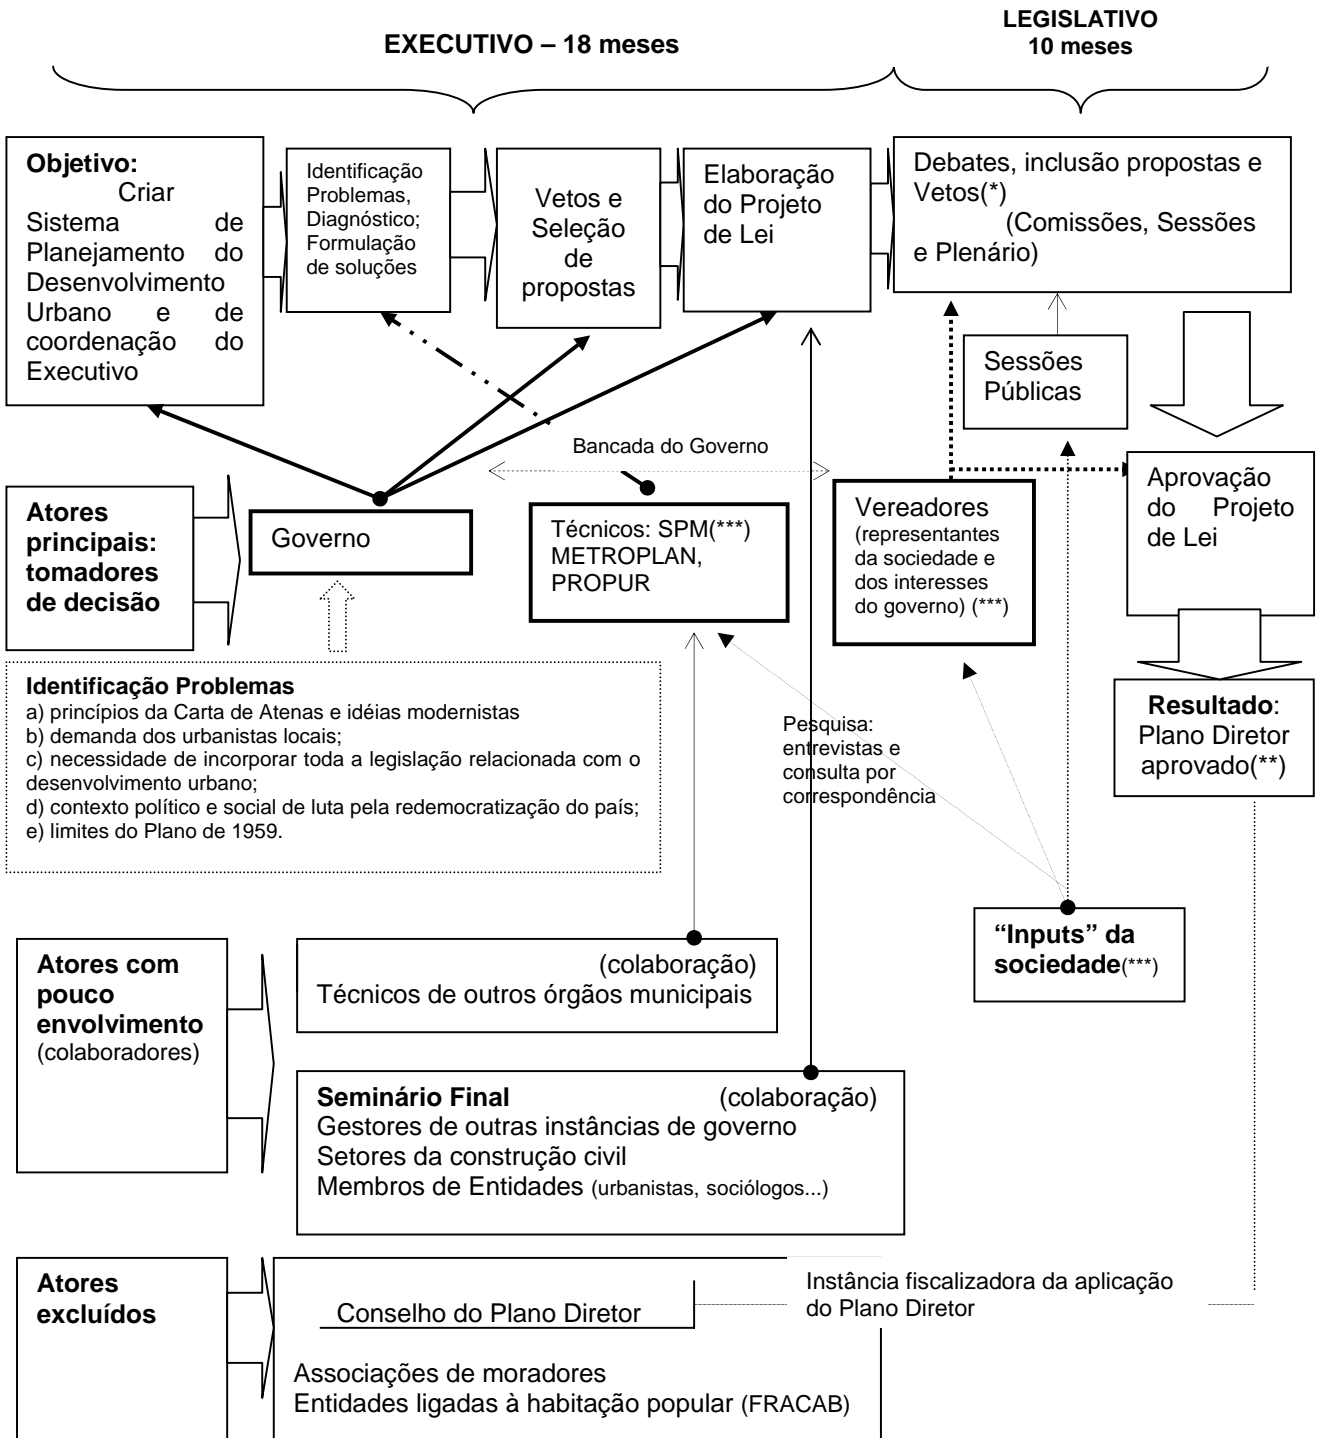 EXECUTIVO – 18 meses
LEGISLATIVO
10 meses
Objetivo:
Criar
Sistema de
Planejamento do
Desenvolvimento
Urbano e de
coordenação do
Executivo
Identificação
Problemas,
Diagnóstico;
Formulação
de soluções
Vetos e
Seleção
de
propostas
Elaboração
do Projeto
de Lei
Debates, inclusão propostas e
Vetos(*)
(Comissões, Sessões
e Plenário)
Sessões
Públicas
Bancada do Governo
Atores
principais:
tomadores
de decisão
Governo
Técnicos: SPM(***)
METROPLAN,
PROPUR
Vereadores
(representantes
da sociedade e
dos interesses
do governo) (***)
Aprovação
do Projeto
de Lei
Identificação Problemas
a) princípios da Carta de Atenas e idéias modernistas
b) demanda dos urbanistas locais;
c) necessidade de incorporar toda a legislação relacionada com o
desenvolvimento urbano;
d) contexto político e social de luta pela redemocratização do país;
e) limites do Plano de 1959.
Pesquisa:
entrevistas e
consulta por
correspondência
Resultado:
Plano Diretor
aprovado(**)
Atores com
pouco
envolvimento
(colaboradores)
(colaboração)
Técnicos de outros órgãos municipais
“Inputs” da
sociedade(***)
Seminário Final (colaboração)
Gestores de outras instâncias de governo
Setores da construção civil
Membros de Entidades (urbanistas, sociólogos...)
Atores
excluídos
Conselho do Plano Diretor
Instância fiscalizadora da aplicação
do Plano Diretor
Associações de moradores
Entidades ligadas à habitação popular (FRACAB)